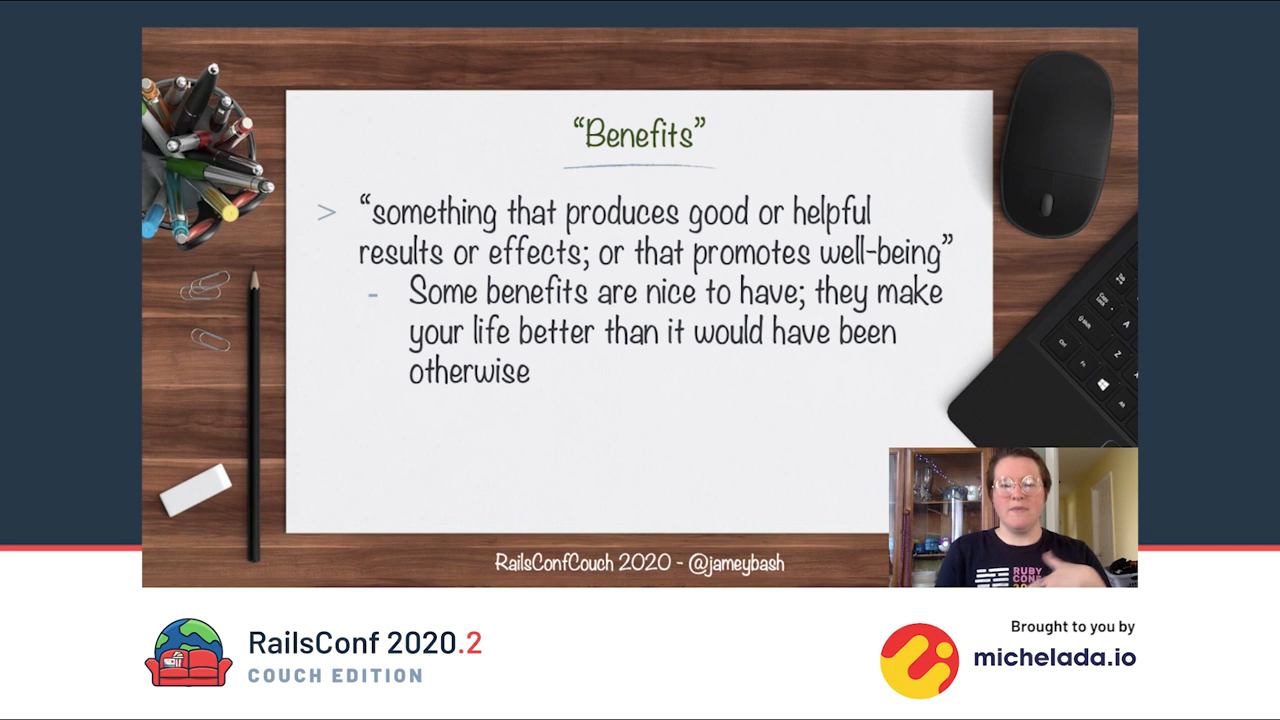 “Benefits”
> “something that produces good or helpful
results or effects; or that promotes well-being”
- Some benefits are nice to have; they make
your life better than it would have been
otherwise
RailsConfCouch 2020 - @jameybash
RUBY
CONF
RailsConf 2020.2
COUCH EDITION
Brought to you by
michelada.io